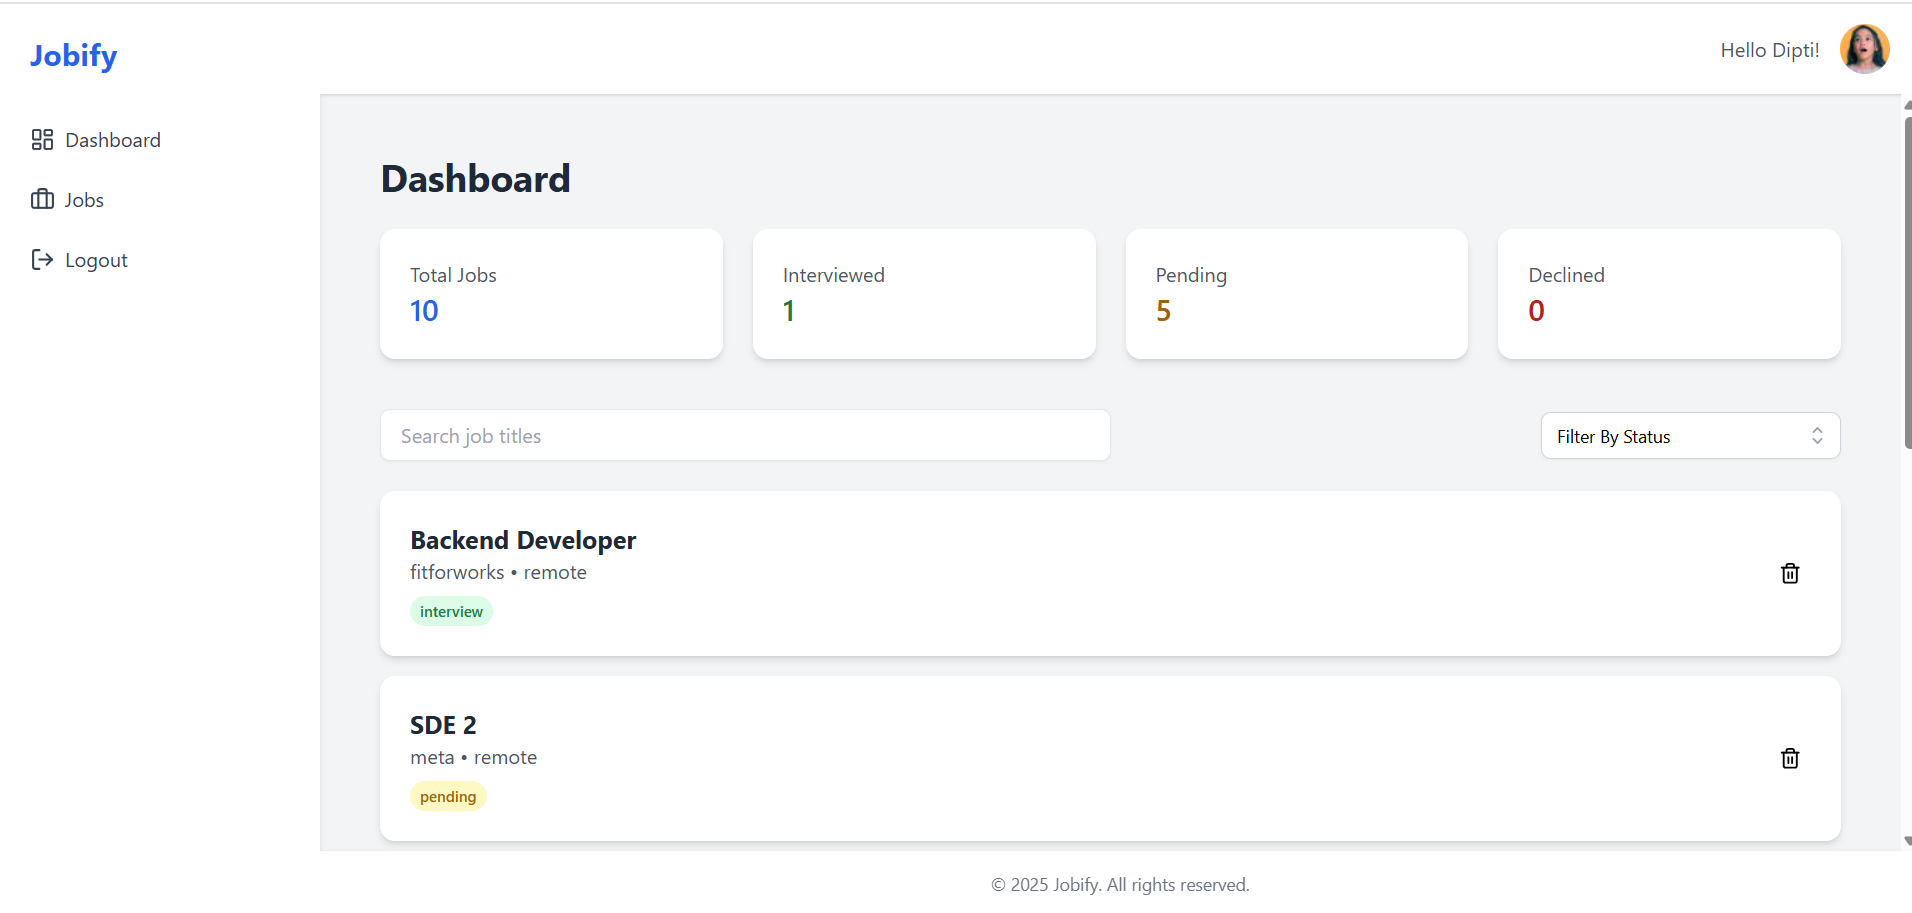 Jobify
Hello Dipti!
Dashboard
Jobs
Logout
Dashboard
Total Jobs
10
Interviewed
1
Pending
5
Declined
0
Search job titles
Filter By Status
Backend Developer
fitforworks • remote
interview
SDE 2
meta • remote
pending
© 2025 Jobify. All rights reserved.